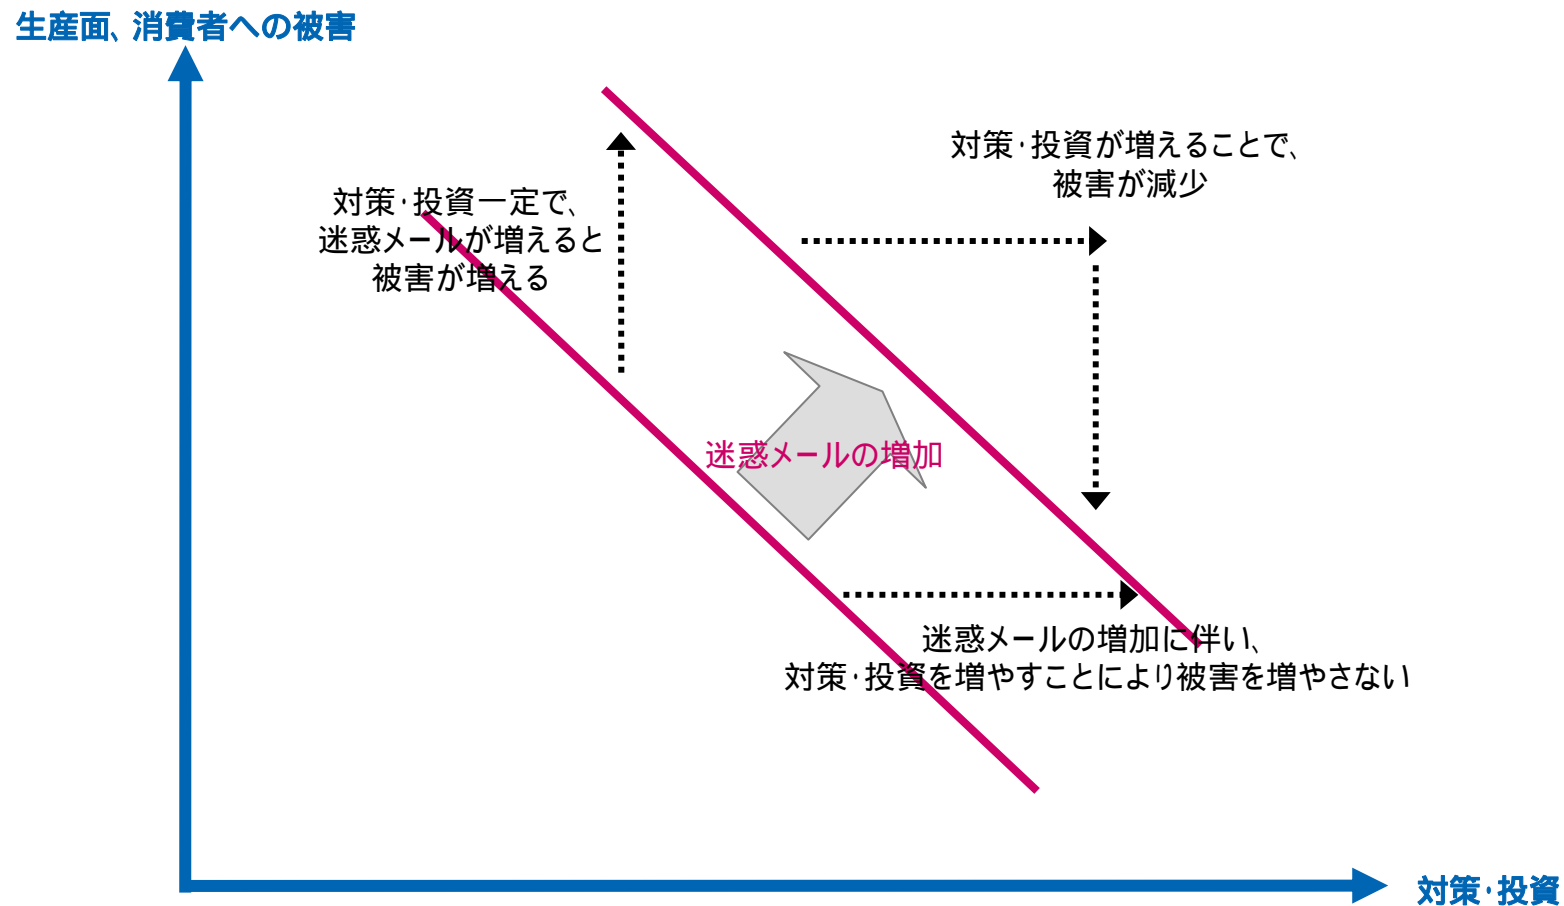 生産面、消費者への被害
対策・投資が増えることで、
被害が減少
対策・投資一定で、
迷惑メールが増えると
被害が増える
迷惑メールの増加
迷惑メールの増加に伴い、
対策・投資を増やすことにより被害を増やさない
対策・投資